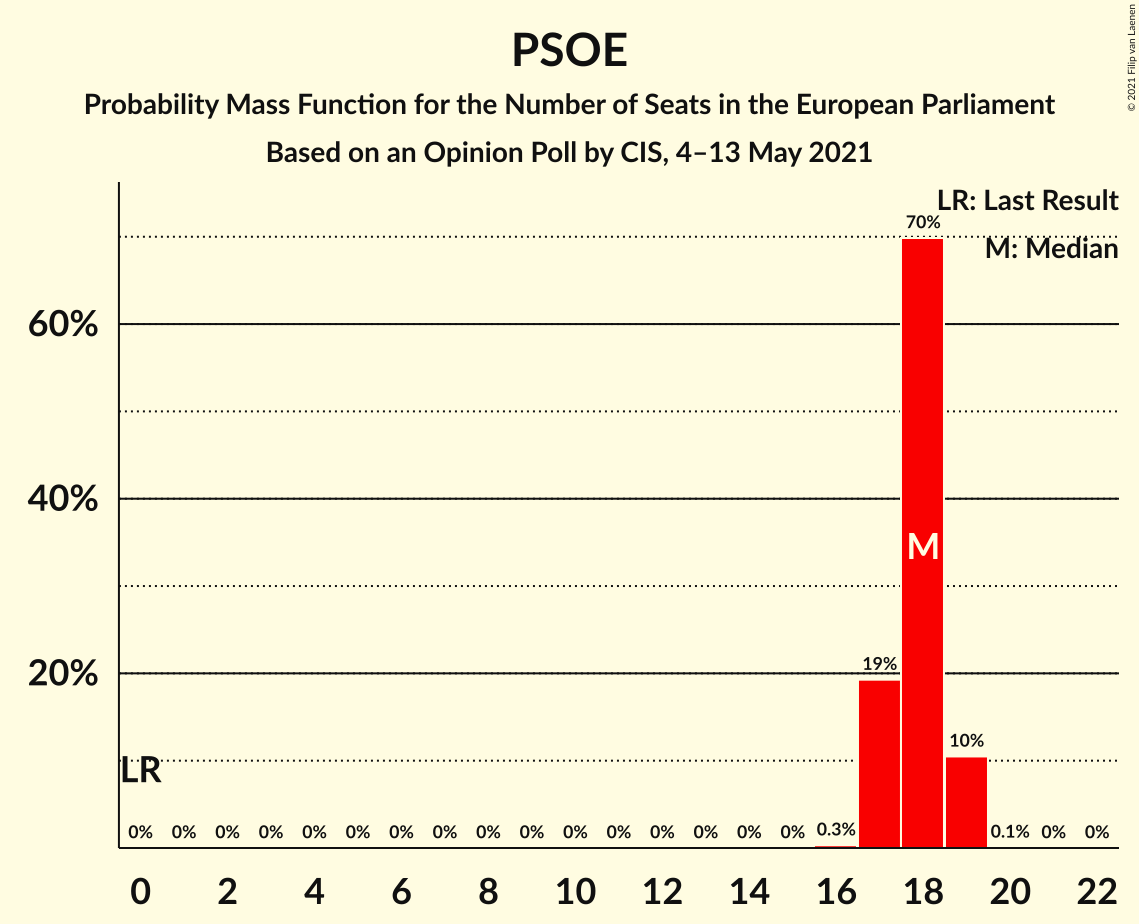 PSOE
Probability Mass Function for the Number of Seats in the European Parliament
Based on an Opinion Poll by CIS, 4–13 May 2021
© 2021 Filip van Laenen
LR: Last Result
M: Median
70%
60%
40%
M
20%
19%
10%
LR
0% 0% 0% 0% 0% 0% 0% 0% 0% 0% 0% 0% 0% 0% 0% 0% 0.3% 0.1% 0% 0%
0 2 4 6 8 10 12 14 16 18 20 22